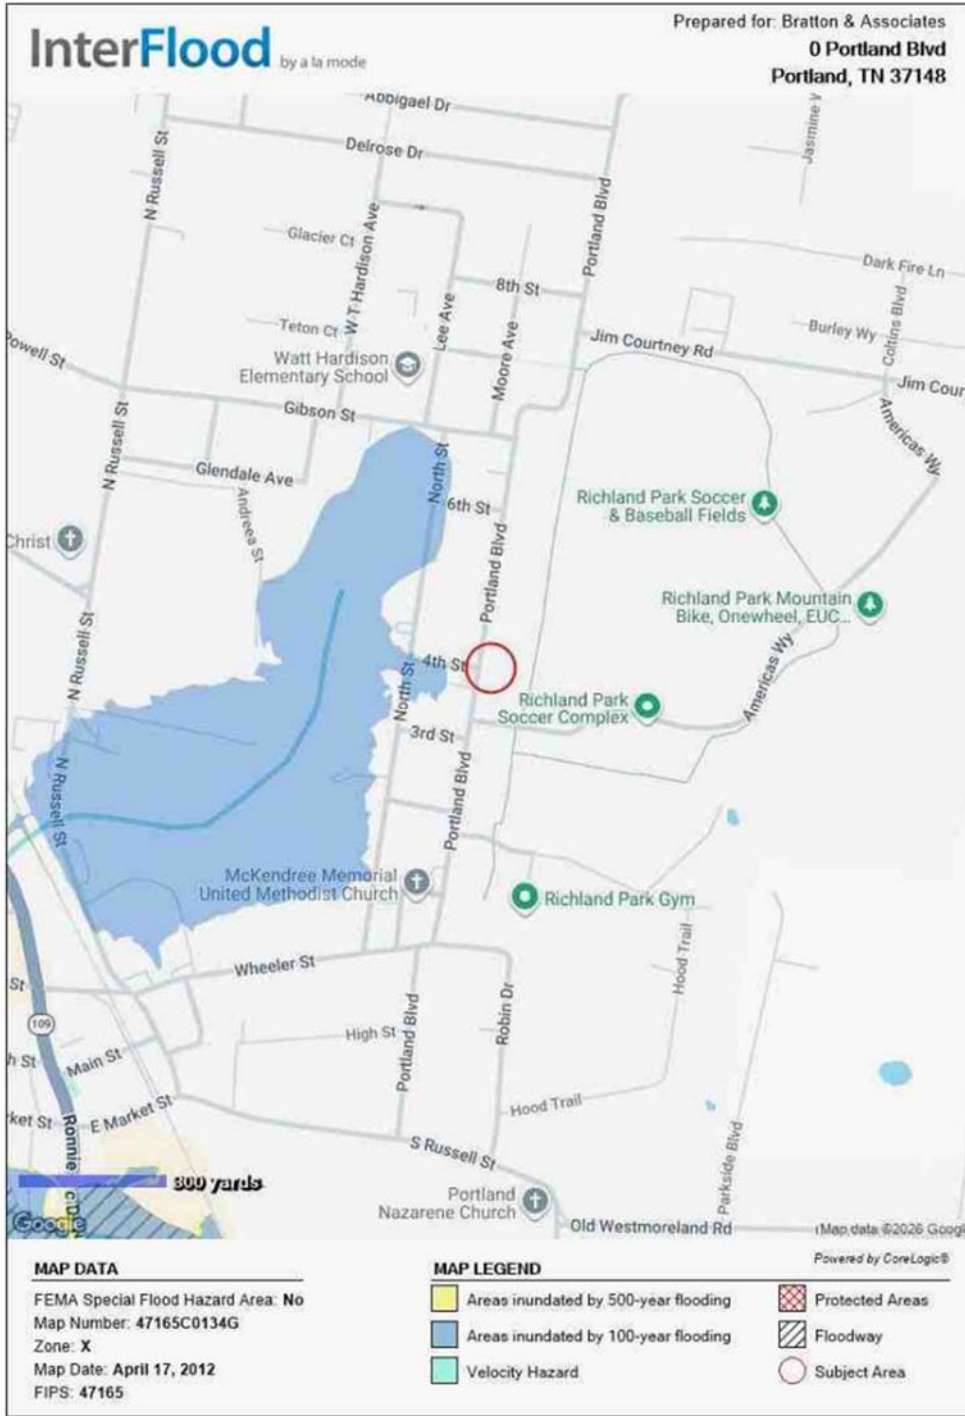 InterFlood by a la mode
Prepared for: Bratton & Associates
0 Portland Blvd
Portland, TN 37148
Abbigael Dr
Delrose Dr
Jasmine
N Russell St
Portland Blvd
Glacier Ct
W T Hardison Ave
Dark Fire Ln
8th St
Lee Ave
Moore Ave
Teton Ct
Burley Wy
Coltins Blvd
Powell St
Jim Courtney Rd
Watt Hardison
Elementary School
Jim Cour
Gibson St
Americas Wy
N Russell St
Glendale Ave
North St
Andreea St
6th St
Richland Park Soccer
& Baseball Fields
Christ
Portland Blvd
Richland Park Mountain
Bike, Onewheel, EUC...
N Russell St
4th St
North St
Richland Park
Soccer Complex
Americas Wy
3rd St
N Russell St
Portland Blvd
McKendree Memorial
United Methodist Church
Richland Park Gym
Hood Trail
Wheeler St
St
Robin Dr
Portland Blvd
109
High St
h St
Main St
Hood Trail
ket St
E Market St
Ronnie
S Russell St
Parkside Blvd
300 yards
Portland
Nazarene Church
Google
Old Westmoreland Rd
Map data ©2026 Googl
Powered by CoreLogic®
MAP DATA
FEMA Special Flood Hazard Area: No
Map Number: 47165C0134G
Zone: X
Map Date: April 17, 2012
FIPS: 47165
MAP LEGEND
Areas inundated by 500-year flooding
Areas inundated by 100-year flooding
Velocity Hazard
Protected Areas
Floodway
Subject Area